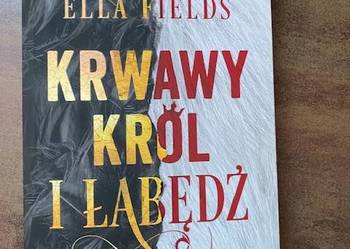 ELLA FIELDS
KRWAWY
KRÓL
I ŁABĘDŹ